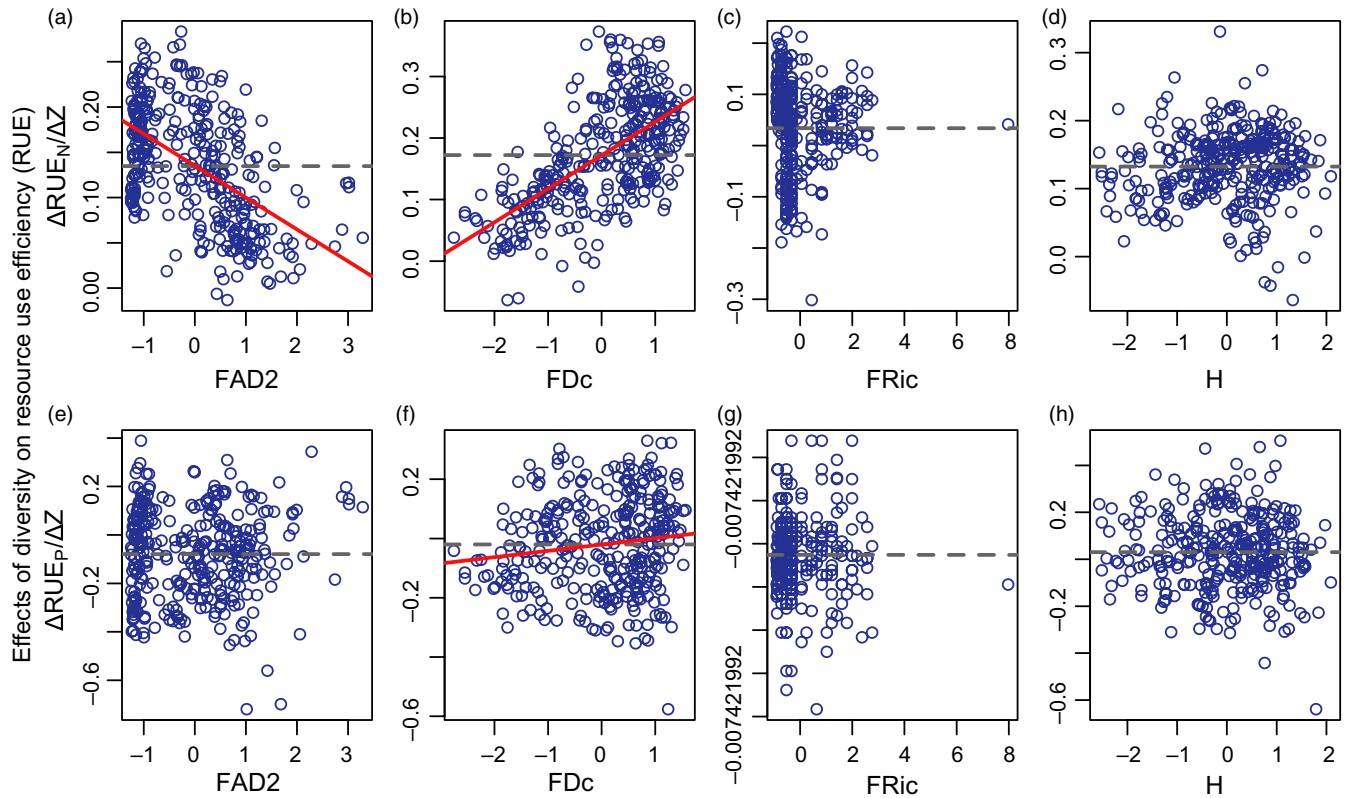 Effects of diversity on resource use efficiency (RUE)
ΔRUE_N/ΔZ
ΔRUE_P/ΔZ
(a)
0.20
0.10
0.00
−1 0 1 2 3
FAD2
(b)
0.3
0.2
0.1
0.0
−2 −1 0 1
FDc
(c)
0.1
−0.1
−0.3
0 2 4 6 8
FRic
(d)
0.3
0.2
0.1
0.0
−2 −1 0 1 2
H
(e)
0.2
−0.2
−0.6
−1 0 1 2 3
FAD2
(f)
0.2
−0.2
−0.6
−2 −1 0 1
FDc
(g)
−0.007421992
−0.007421992
0 2 4 6 8
FRic
(h)
0.2
−0.2
−0.6
−2 −1 0 1 2
H